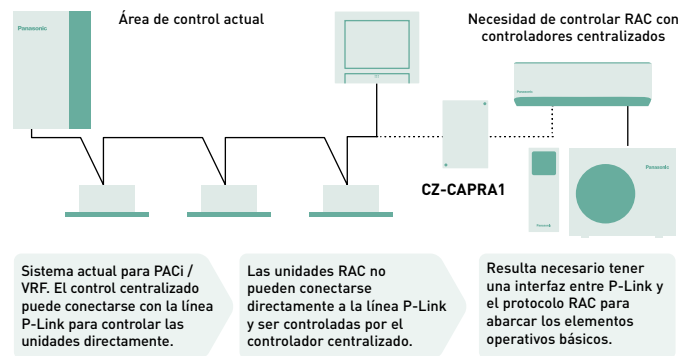 Área de control actual
Necesidad de controlar RAC con
controladores centralizados
Panasonic
Panasonic
Panasonic
Panasonic
CZ-CAPRA1
Sistema actual para PACi /
VRF. El control centralizado
puede conectarse con la línea
P-Link para controlar las
unidades directamente.
Las unidades RAC no
pueden conectarse
directamente a la línea P-Link
y ser controladas por el
controlador centralizado.
Resulta necesario tener
una interfaz entre P-Link y
el protocolo RAC para
abarcar los elementos
operativos básicos.